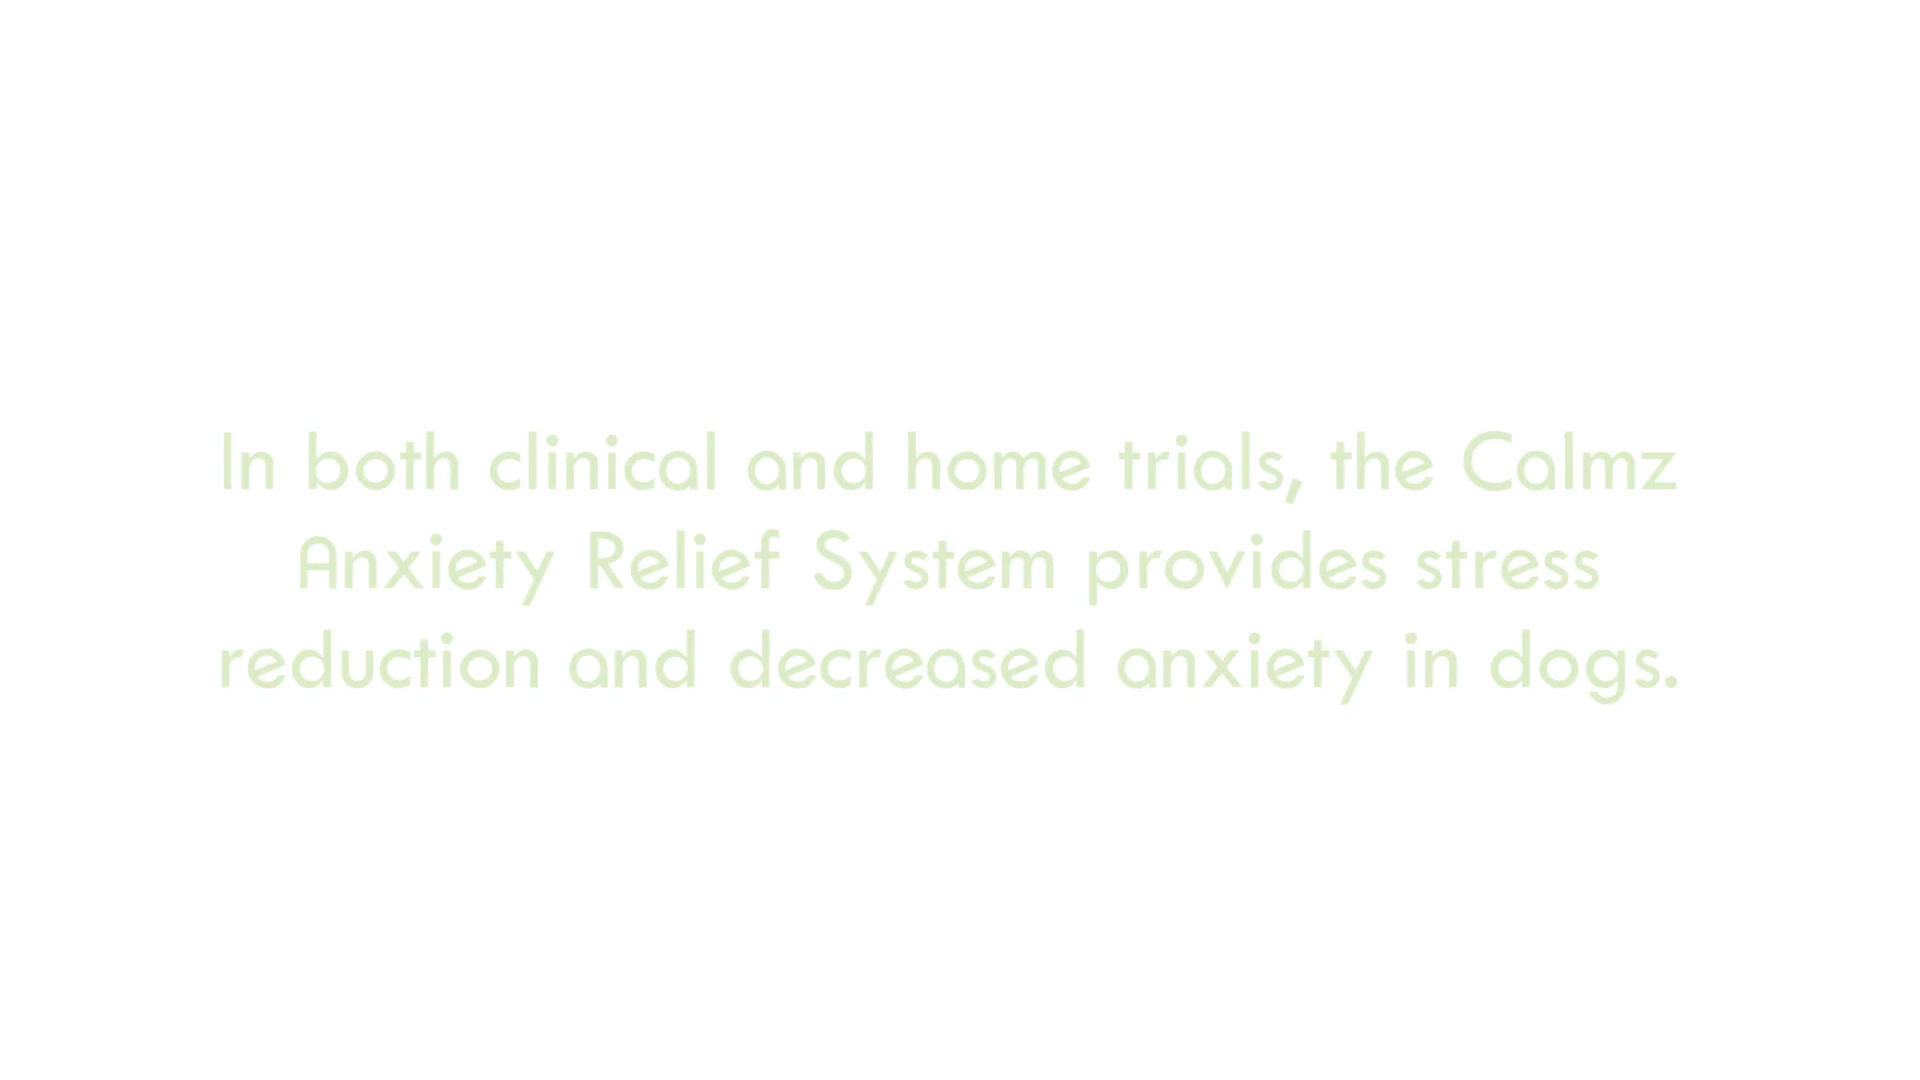 In both clinical and home trials, the Calmz
Anxiety Relief System provides stress
reduction and decreased anxiety in dogs.